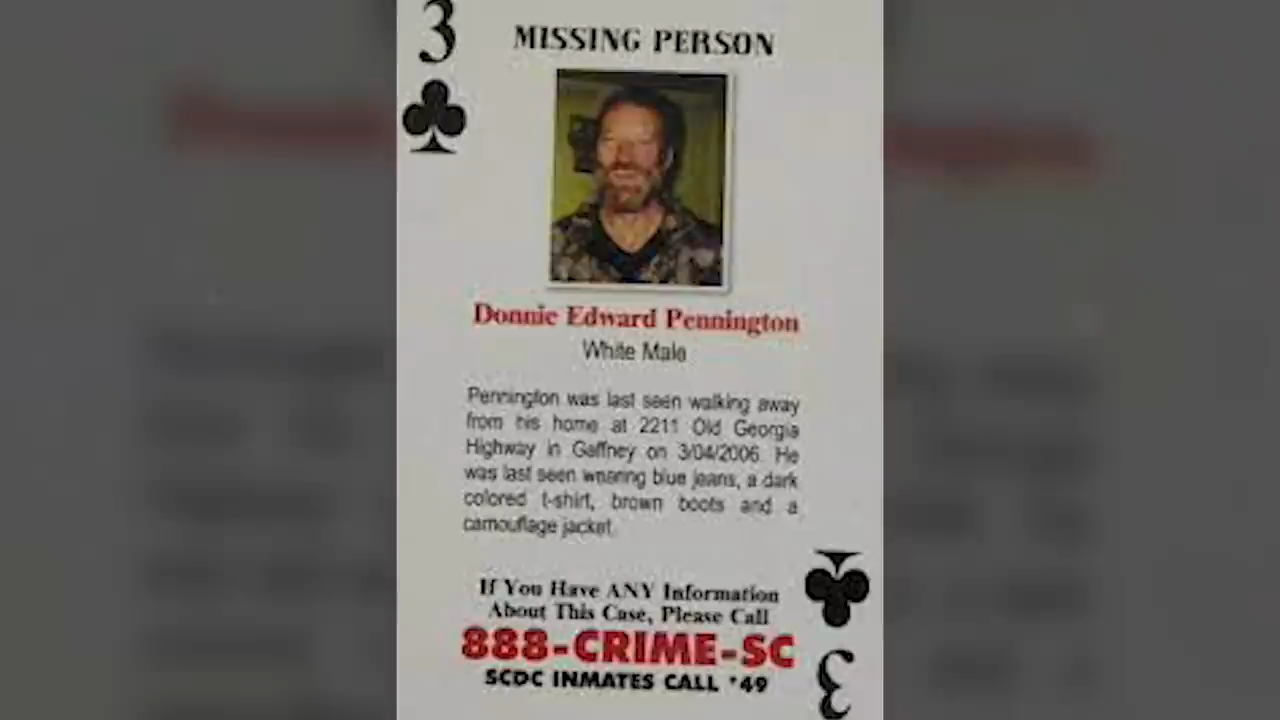 3
MISSING PERSON
Donnie Edward Pennington
White Male
Pennington was last seen walking away
from his home at 2211 Old Georgia
Highway in Gaffney on 3/04/2006. He
was last seen wearing blue jeans, a dark
colored t-shirt, brown boots and a
camouflage jacket.
If You Have ANY Information
About This Case, Please Call
888-CRIME-SC
SCDC INMATES CALL *49
3